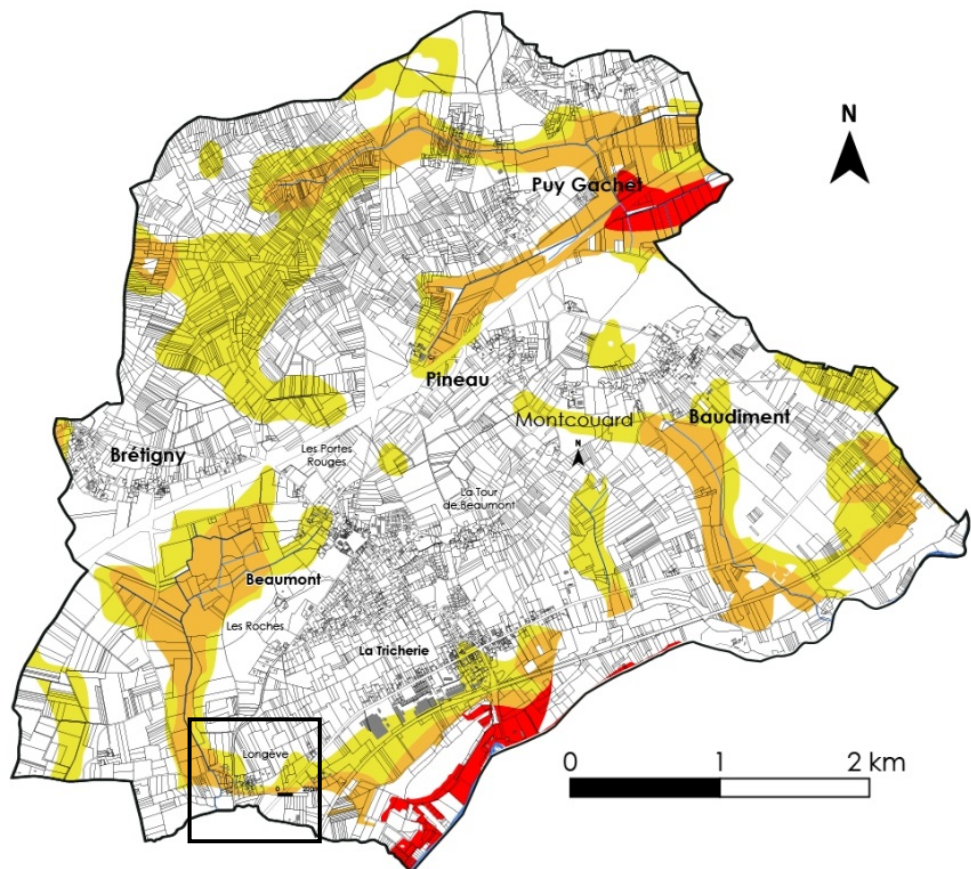 N
Puy Gachet
Pineau
Montcouard
Baudiment
Brétigny
Les Portes
Rouges
N
La Tour
de Beaumont
Beaumont
Les Roches
La Tricherie
Longève
0 1 2 km